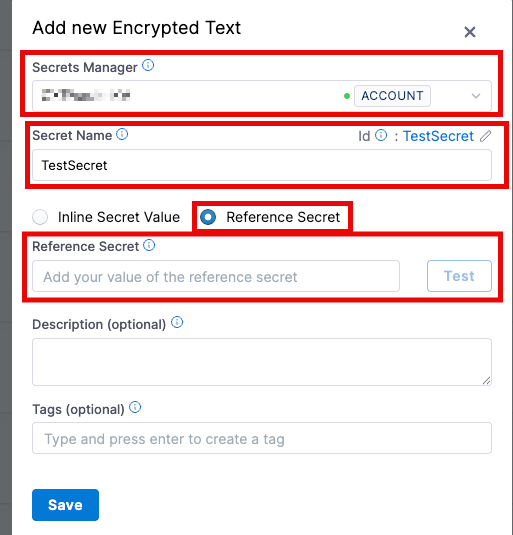 Add new Encrypted Text
Secrets Manager
ACCOUNT
Secret Name Id : TestSecret
TestSecret
Inline Secret Value Reference Secret
Reference Secret
Add your value of the reference secret Test
Description (optional)
Tags (optional)
Type and press enter to create a tag
Save